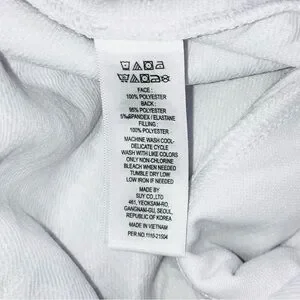 FACE :
100% POLYESTER
BACK :
95% POLYESTER
5% SPANDEX / ELASTANE
FILLING :
100% POLYESTER
MACHINE WASH COOL-
DELICATE CYCLE
WASH WITH LIKE COLORS
ONLY NON-CHLORINE
BLEACH WHEN NEEDED
TUMBLE DRY LOW
LOW IRON IF NEEDED
MADE BY
SUY CO.,LTD
461, YEOKSAM-RO,
GANGNAM-GU, SEOUL,
REPUBLIC OF KOREA
MADE IN VIETNAM
PER NO. 1110-21504